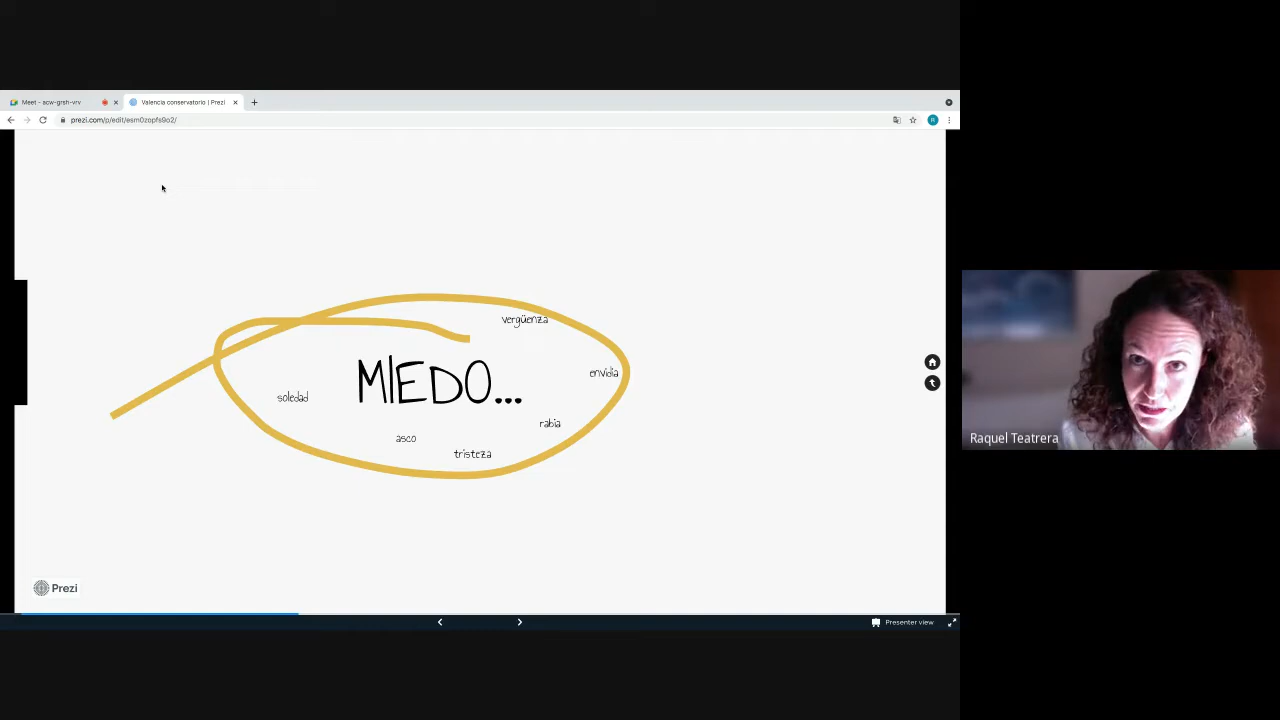 Meet - acw-grsh-vrv
Valencia conservatorio | Prezi
prezi.com/p/edit/esm0zopfs9o2/
R
vergüenza
MIEDO...
envidia
soledad
rabia
asco
tristeza
Raquel Teatrera
Prezi
Presenter view